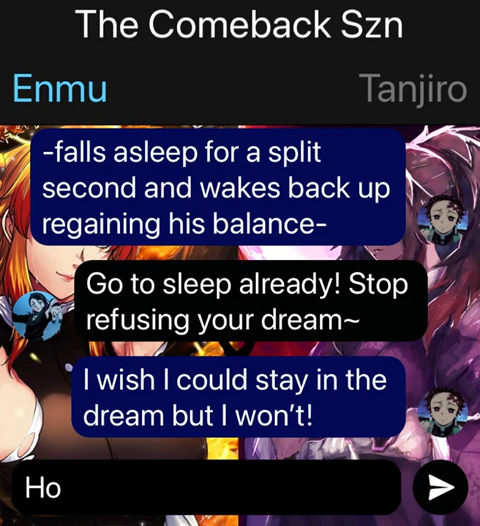 The Comeback Szn
Enmu
Tanjiro
-falls asleep for a split
second and wakes back up
regaining his balance-
Go to sleep already! Stop
refusing your dream~
I wish I could stay in the
dream but I won’t!
Ho